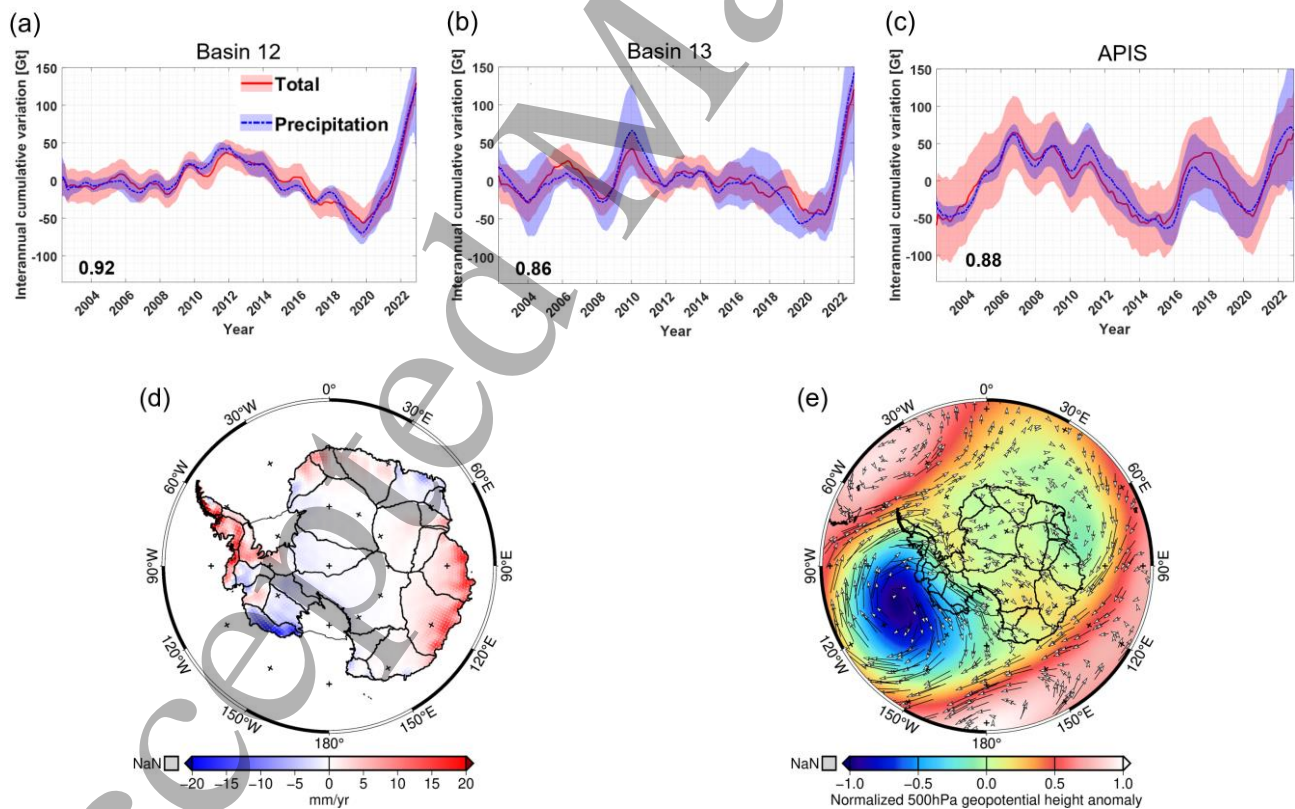 (a)
Basin 12
Interannual cumulative variation [Gt]
150
100
50
0
-50
-100
Total
Precipitation
0.92
2004 2006 2008 2010 2012 2014 2016 2018 2020 2022
Year
(b)
Basin 13
Interannual cumulative variation [Gt]
150
100
50
0
-50
-100
0.86
2004 2006 2008 2010 2012 2014 2016 2018 2020 2022
Year
(c)
APIS
Interannual cumulative variation [Gt]
150
100
50
0
-50
-100
0.88
2004 2006 2008 2010 2012 2014 2016 2018 2020 2022
Year
(d)
0°
30°W
30°E
60°W
60°E
90°W
90°E
120°W
120°E
150°W
150°E
180°
NaN
−20 −15 −10 −5 0 5 10 15 20
mm/yr
(e)
0°
30°W
30°E
60°W
60°E
90°W
90°E
120°W
120°E
150°W
150°E
180°
NaN
−1.0 −0.5 0.0 0.5 1.0
Normalized 500hPa geopotential height anomaly